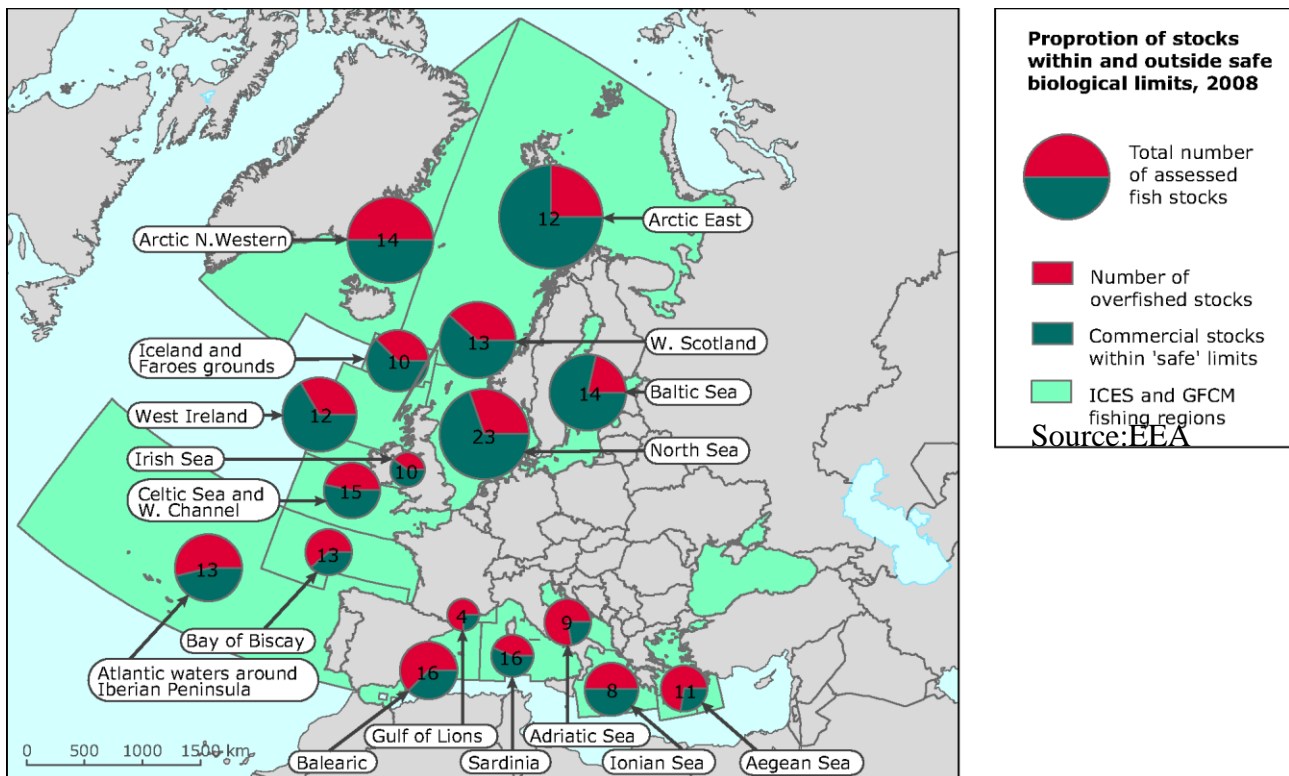 Arctic N.Western
14
12
Arctic East
Iceland and
Faroes grounds
10
13
W. Scotland
West Ireland
12
14
Baltic Sea
Irish Sea
10
23
North Sea
Celtic Sea and
W. Channel
15
13
13
Bay of Biscay
Atlantic waters around
Iberian Peninsula
4
9
16
16
8
11
Gulf of Lions
Adriatic Sea
Balearic
Sardinia
Ionian Sea
Aegean Sea
0 500 1000 1500 km
Proprotion of stocks
within and outside safe
biological limits, 2008
Total number
of assessed
fish stocks
Number of
overfished stocks
Commercial stocks
within 'safe' limits
ICES and GFCM
fishing regions
Source:EEA